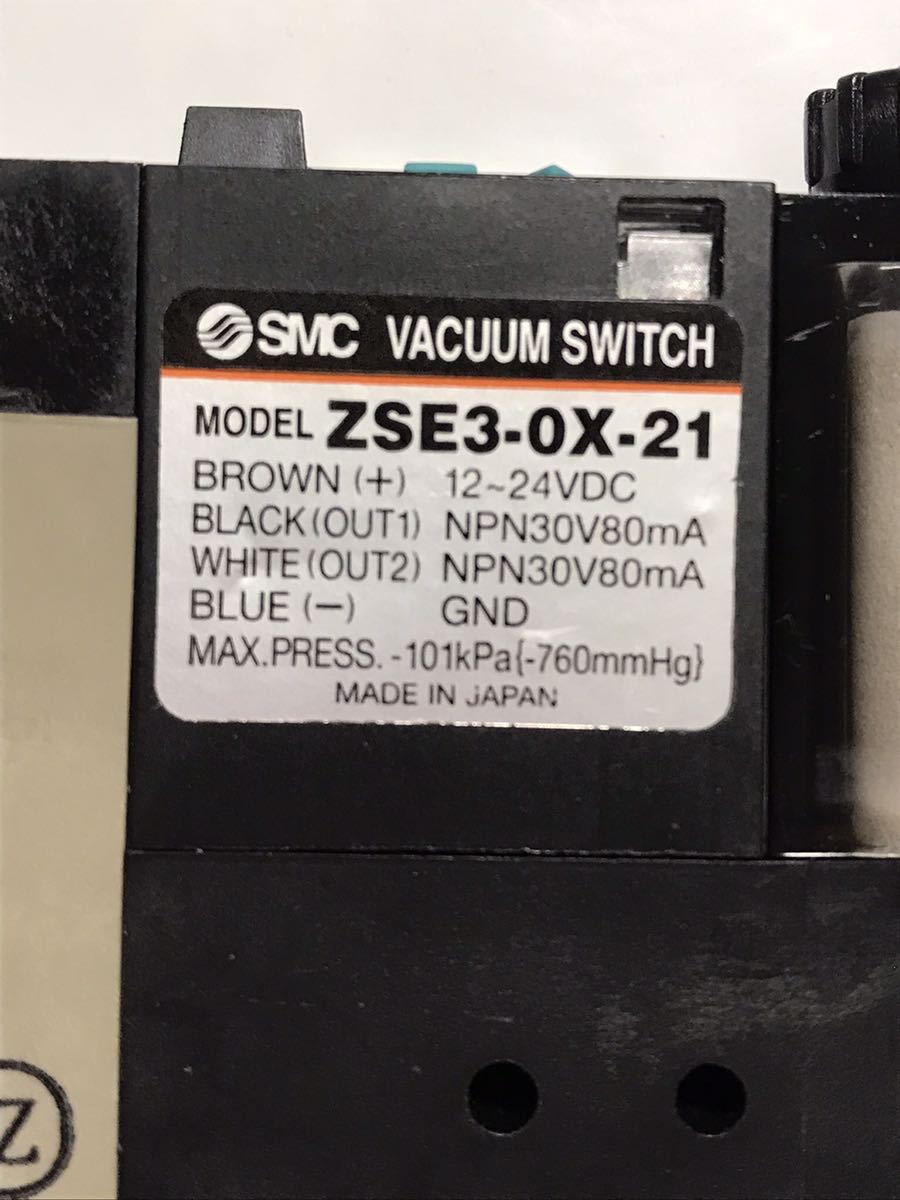 SMC VACUUM SWITCH
MODEL ZSE3-0X-21
BROWN (+) 12~24VDC
BLACK(OUT1) NPN30V80mA
WHITE(OUT2) NPN30V80mA
BLUE (−) GND
MAX.PRESS. -101kPa{-760mmHg}
MADE IN JAPAN
Z